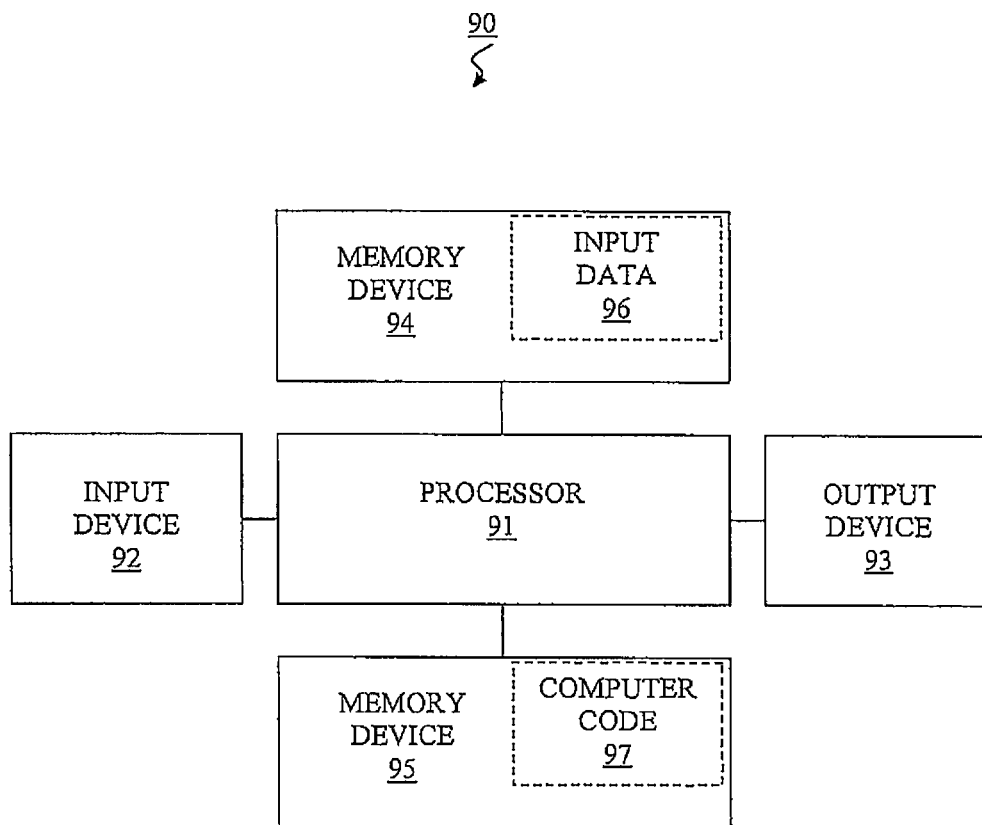 90
MEMORY
DEVICE
94
INPUT
DATA
96
INPUT
DEVICE
92
PROCESSOR
91
OUTPUT
DEVICE
93
MEMORY
DEVICE
95
COMPUTER
CODE
97